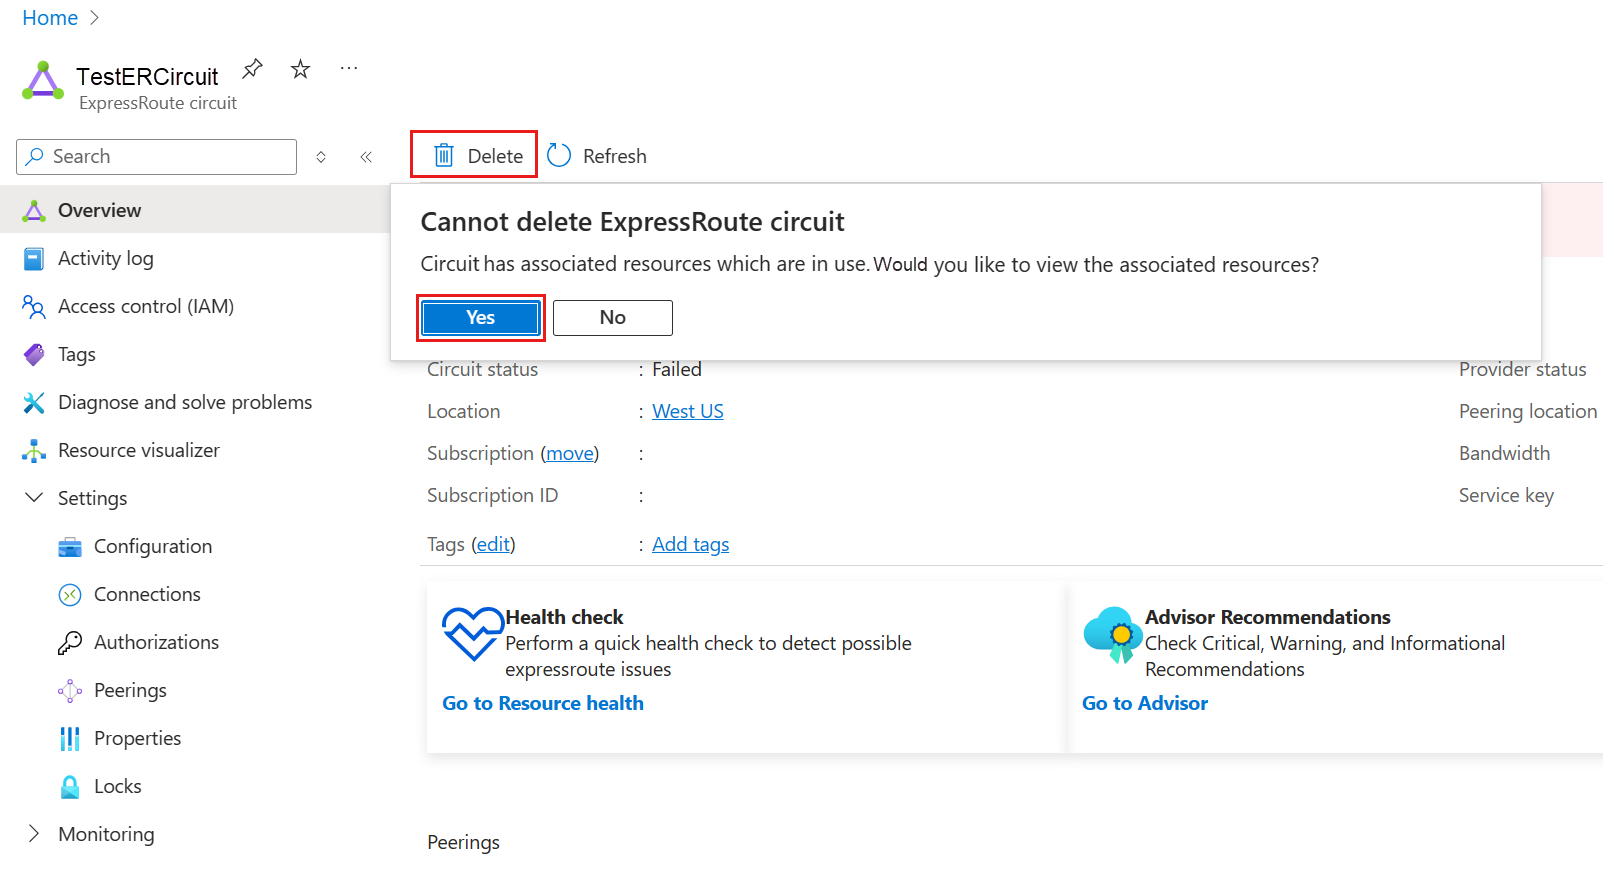 Home
TestERCircuit
ExpressRoute circuit
Search
Delete
Refresh
Overview
Activity log
Access control (IAM)
Tags
Diagnose and solve problems
Resource visualizer
Settings
Configuration
Connections
Authorizations
Peerings
Properties
Locks
Monitoring
Cannot delete ExpressRoute circuit
Circuit has associated resources which are in use. Would you like to view the associated resources?
Yes
No
Circuit status : Failed
Location : West US
Subscription (move) :
Subscription ID :
Tags (edit) : Add tags
Provider status
Peering location
Bandwidth
Service key
Health check
Perform a quick health check to detect possible
expressroute issues
Go to Resource health
Advisor Recommendations
Check Critical, Warning, and Informational
Recommendations
Go to Advisor
Peerings